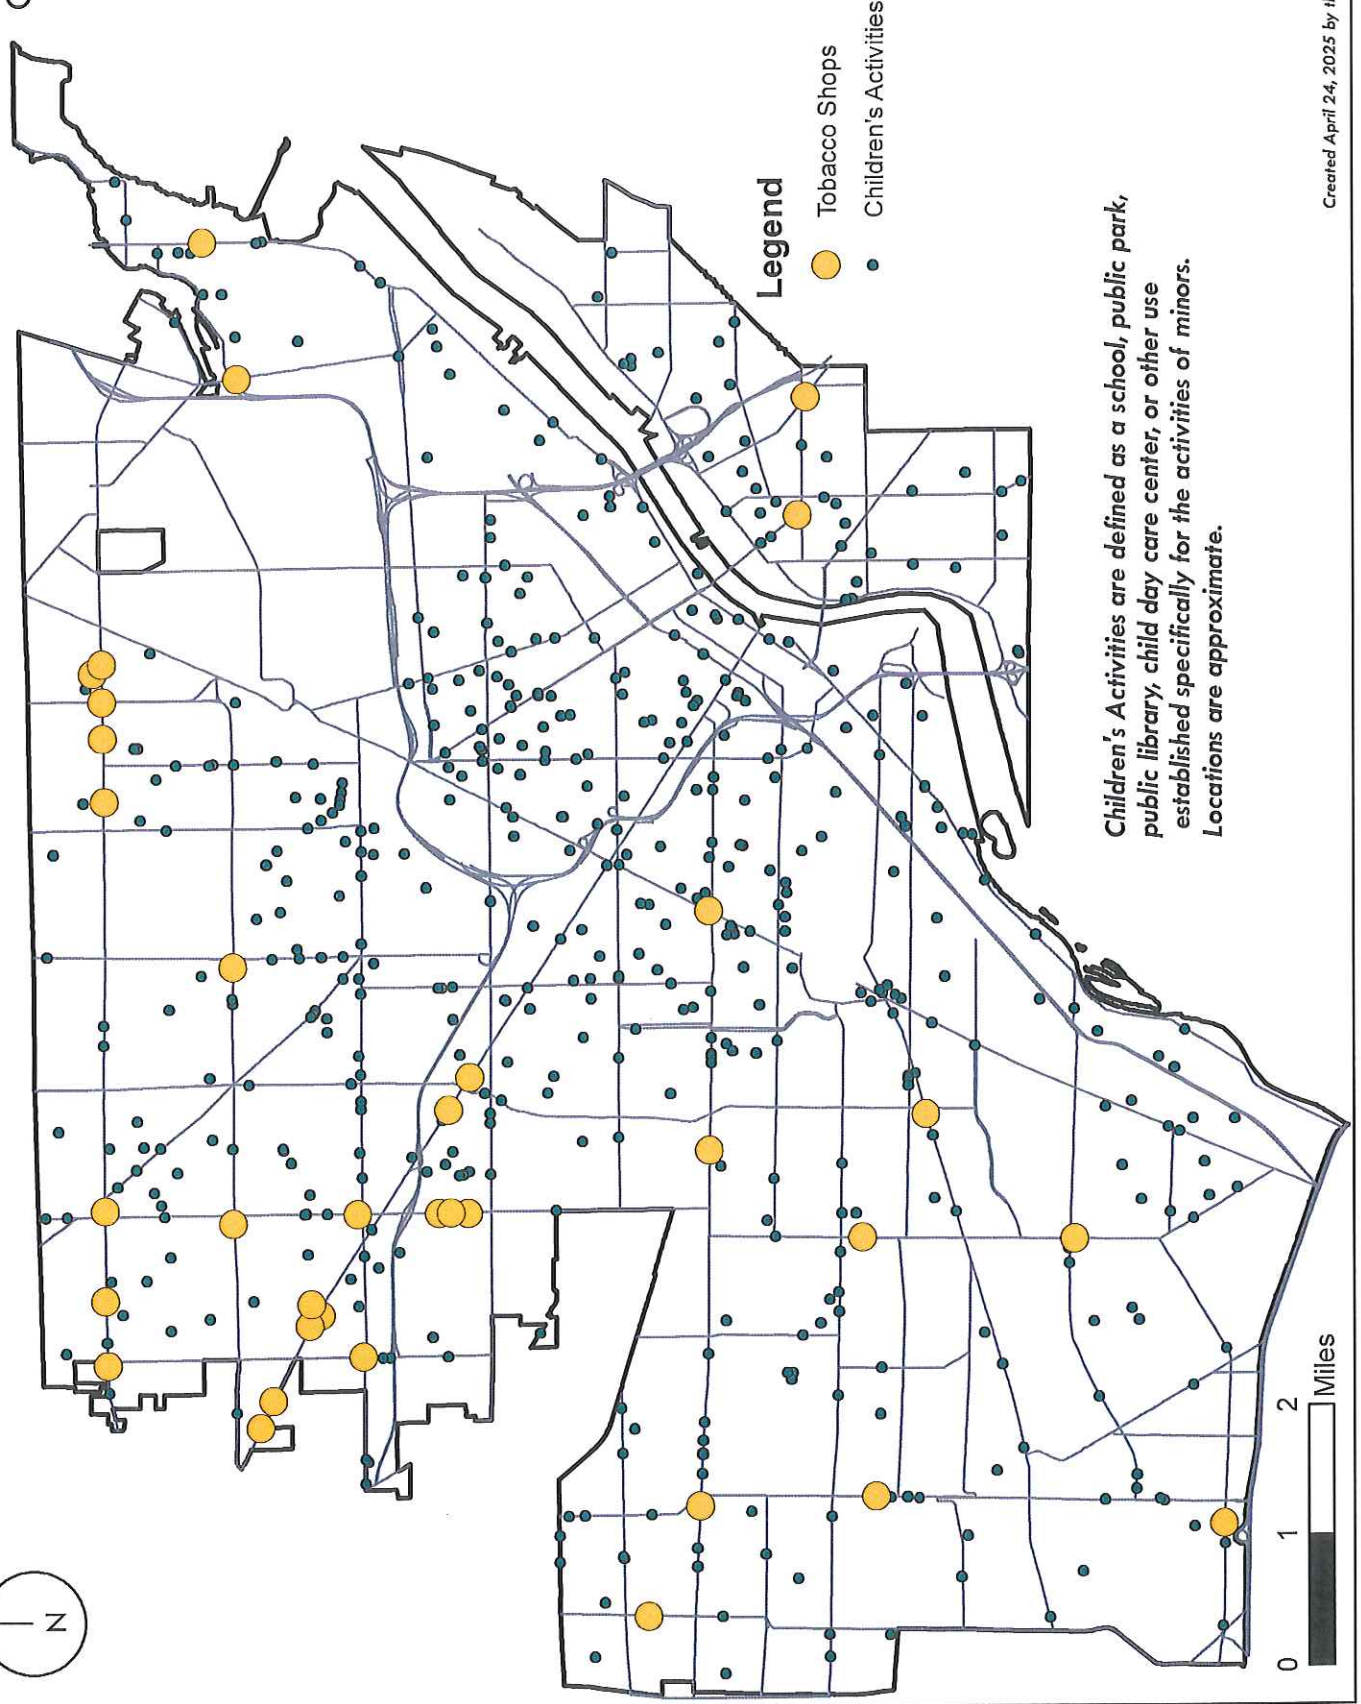 N
Legend
Tobacco Shops
Children's Activities
Children's Activities are defined as a school, public park,
public library, child day care center, or other use
established specifically for the activities of minors.
Locations are approximate.
0 1 2
Miles
Created April 24, 2025 by